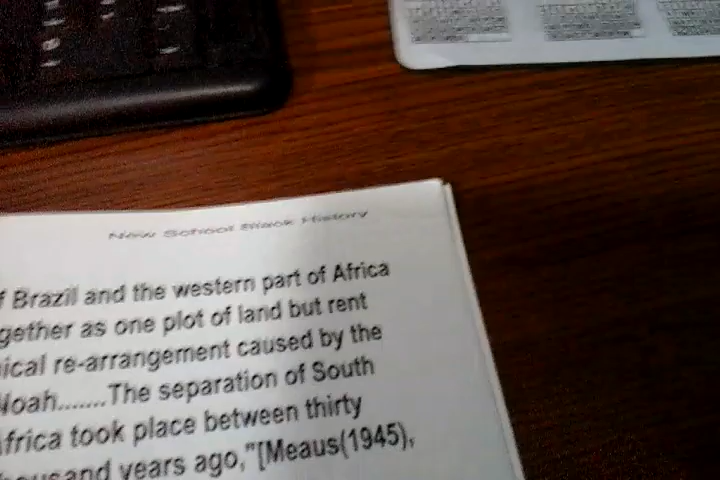 New School Black History
f Brazil and the western part of Africa
gether as one plot of land but rent
ical re-arrangement caused by the
Noah.......The separation of South
frica took place between thirty
housand years ago,"[Meaus(1945),